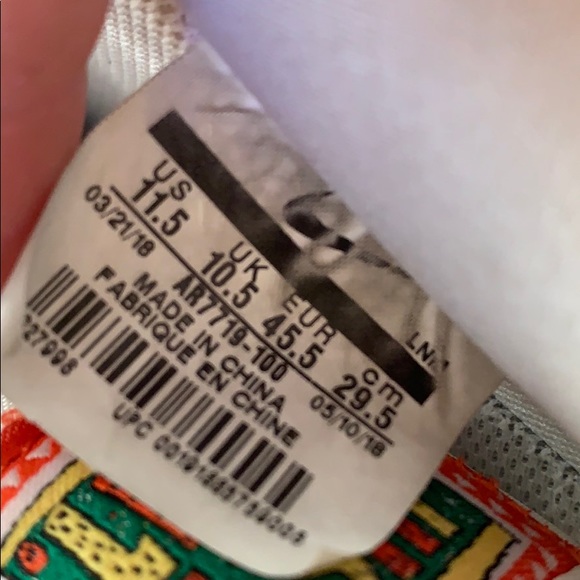 US UK EUR cm
11.5 10.5 45.5 29.5
03/21/18 AR7719-100 05/10/18
MADE IN CHINA
FABRIQUE EN CHINE
UPC